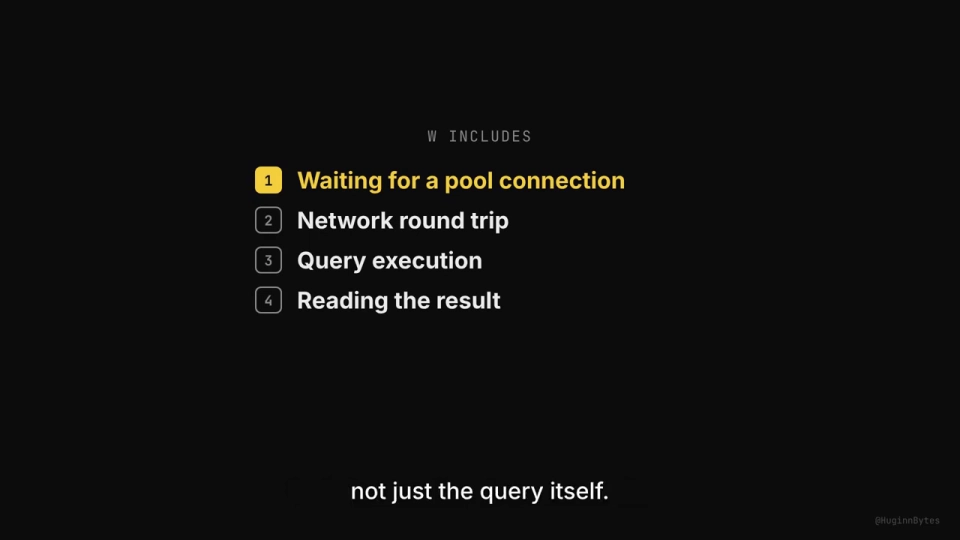 W INCLUDES
1 Waiting for a pool connection
2 Network round trip
3 Query execution
4 Reading the result
not just the query itself.
@HuginnBytes